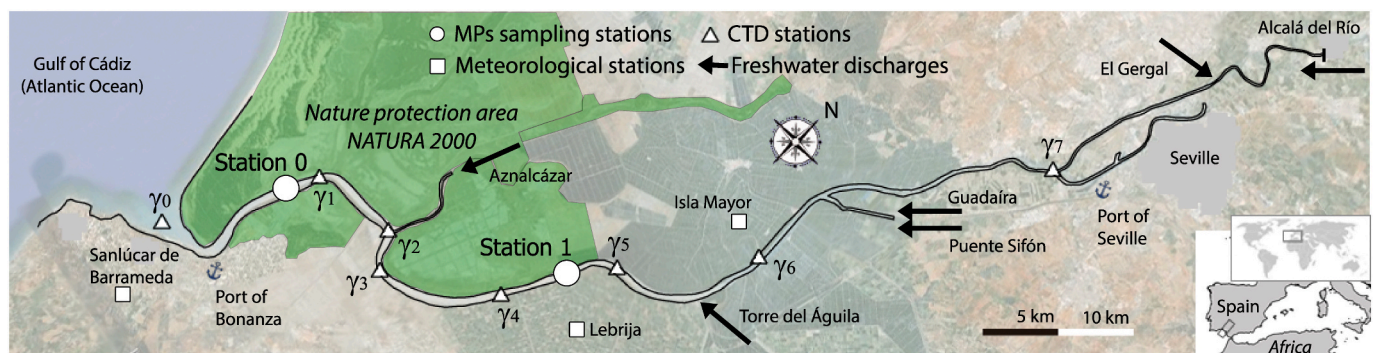 Alcalá del Río
MPs sampling stations
CTD stations
Meteorological stations
Freshwater discharges
Gulf of Cádiz
(Atlantic Ocean)
El Gergal
Nature protection area
NATURA 2000
N
Station 0
γ0
γ1
Aznalcázar
γ7
Seville
Isla Mayor
Guadaíra
Port of
Seville
γ2
Station 1
γ5
Puente Sifón
Sanlúcar de
Barrameda
γ3
γ6
Port of
Bonanza
γ4
Lebrija
Torre del Águila
5 km
10 km
Spain
Africa